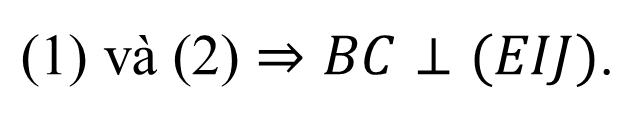 (1) và (2) ⇒ BC ⊥ (EIJ).